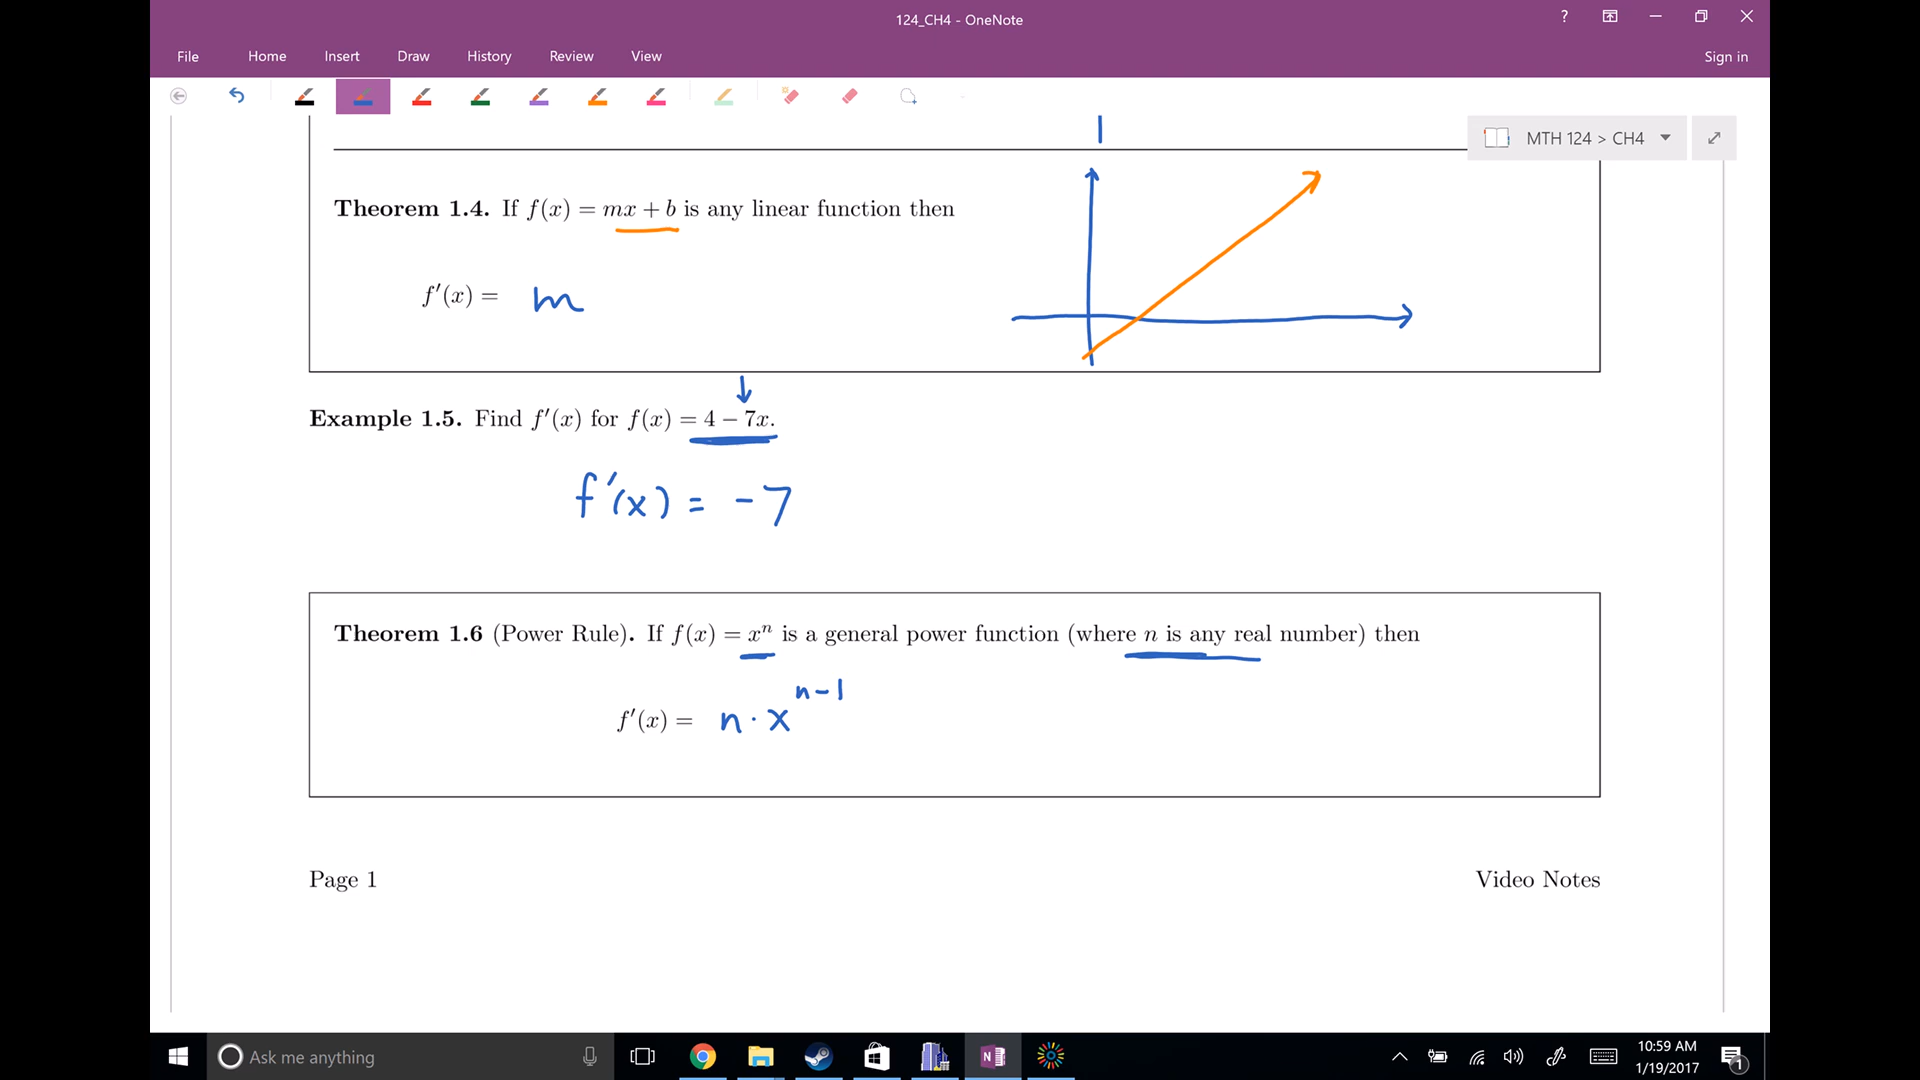 124_CH4 - OneNote
?
File Home Insert Draw History Review View Sign in
MTH 124 > CH4
Theorem 1.4. If f(x) = mx + b is any linear function then
f′(x) = m
Example 1.5. Find f′(x) for f(x) = 4 − 7x.
f′(x) = -7
Theorem 1.6 (Power Rule). If f(x) = xⁿ is a general power function (where n is any real number) then
f′(x) = n · xⁿ⁻¹
Page 1 Video Notes
Ask me anything
N
10:59 AM
1/19/2017
1